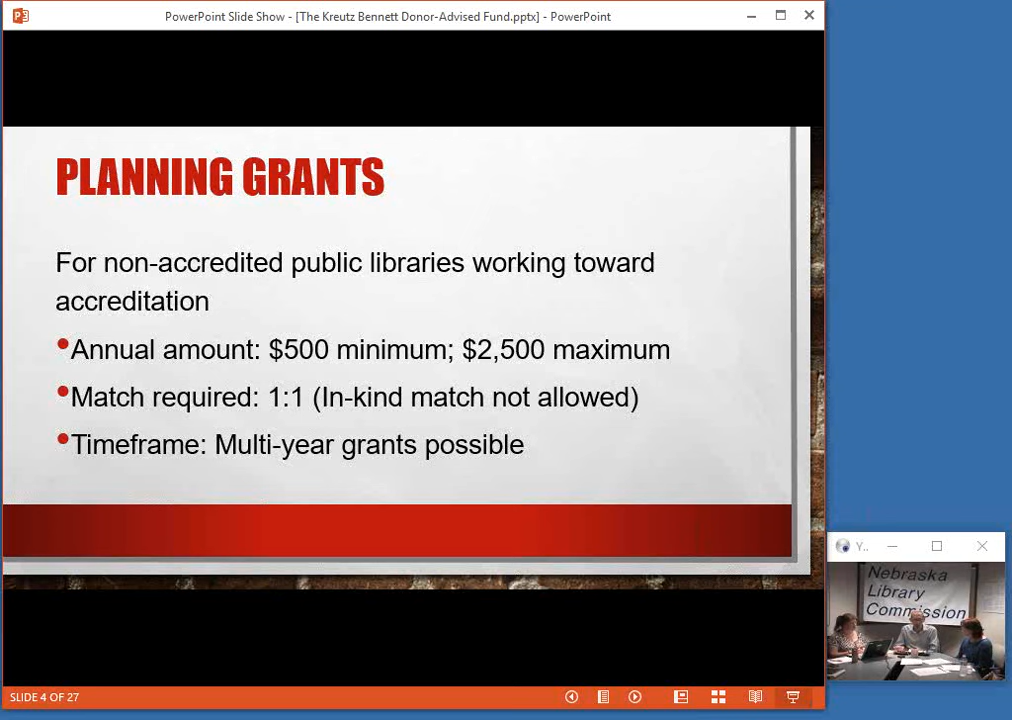 PowerPoint Slide Show - [The Kreutz Bennett Donor-Advised Fund.pptx] - PowerPoint
PLANNING GRANTS
For non-accredited public libraries working toward
accreditation
•Annual amount: $500 minimum; $2,500 maximum
•Match required: 1:1 (In-kind match not allowed)
•Timeframe: Multi-year grants possible
Y..
Nebraska
Library
Commission
SLIDE 4 OF 27